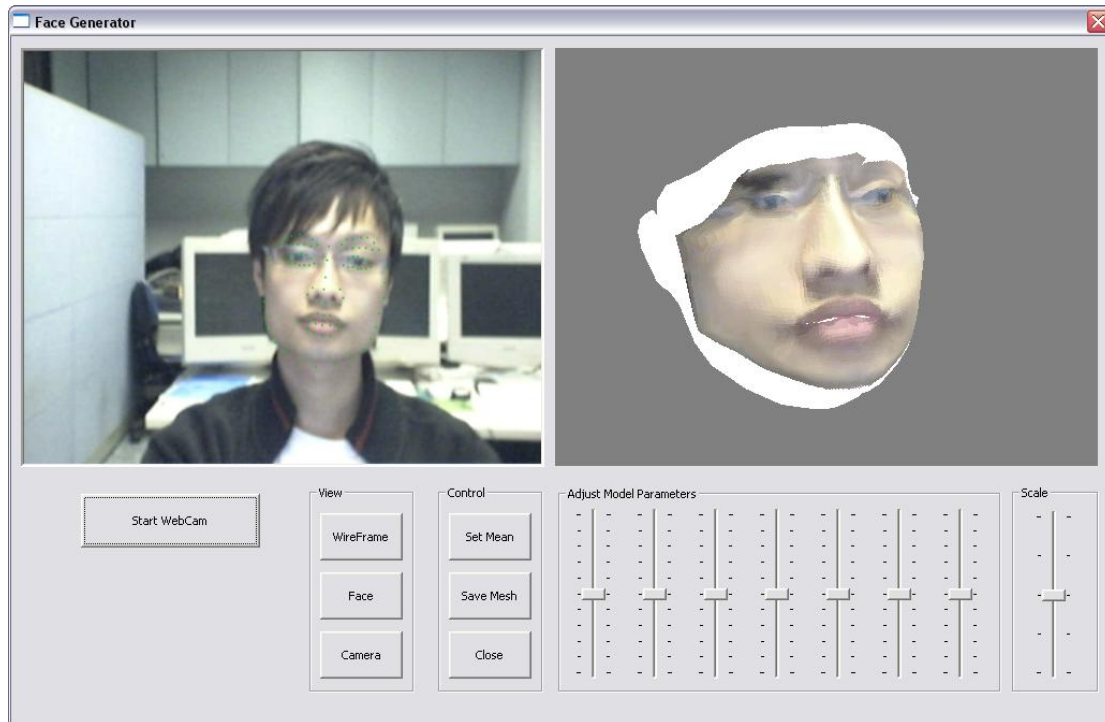 Face Generator
Start WebCam
View
WireFrame
Face
Camera
Control
Set Mean
Save Mesh
Close
Adjust Model Parameters
Scale